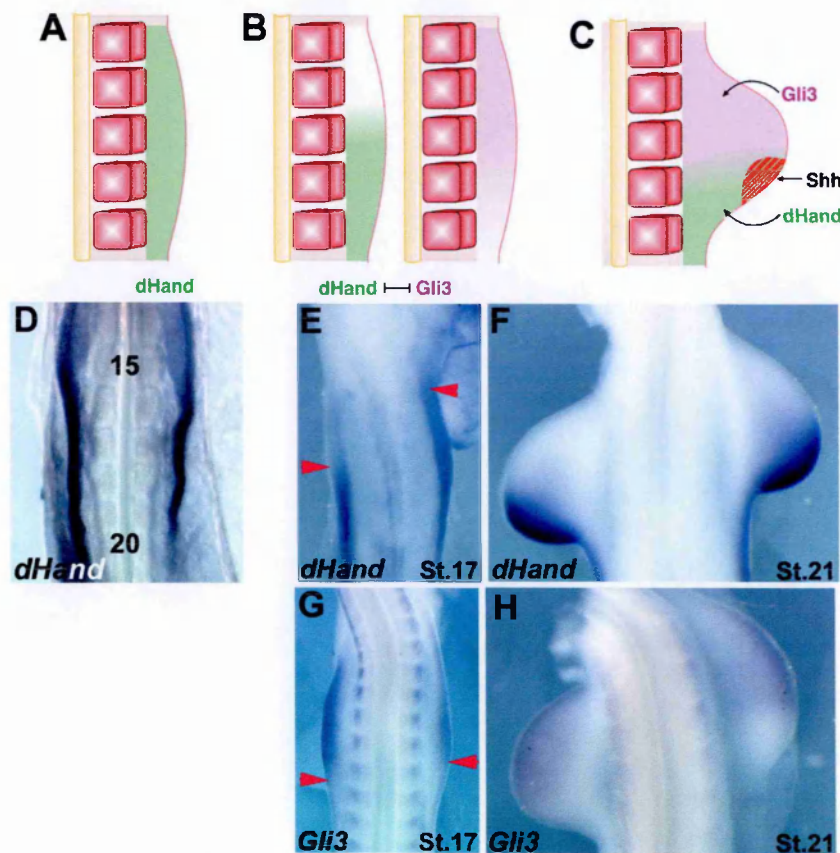 A
B
C
Gli3
Shh
dHand
dHand
dHand Gli3
D
15
20
dHand
E
dHand St.17
F
dHand St.21
G
Gli3 St.17
H
Gli3 St.21